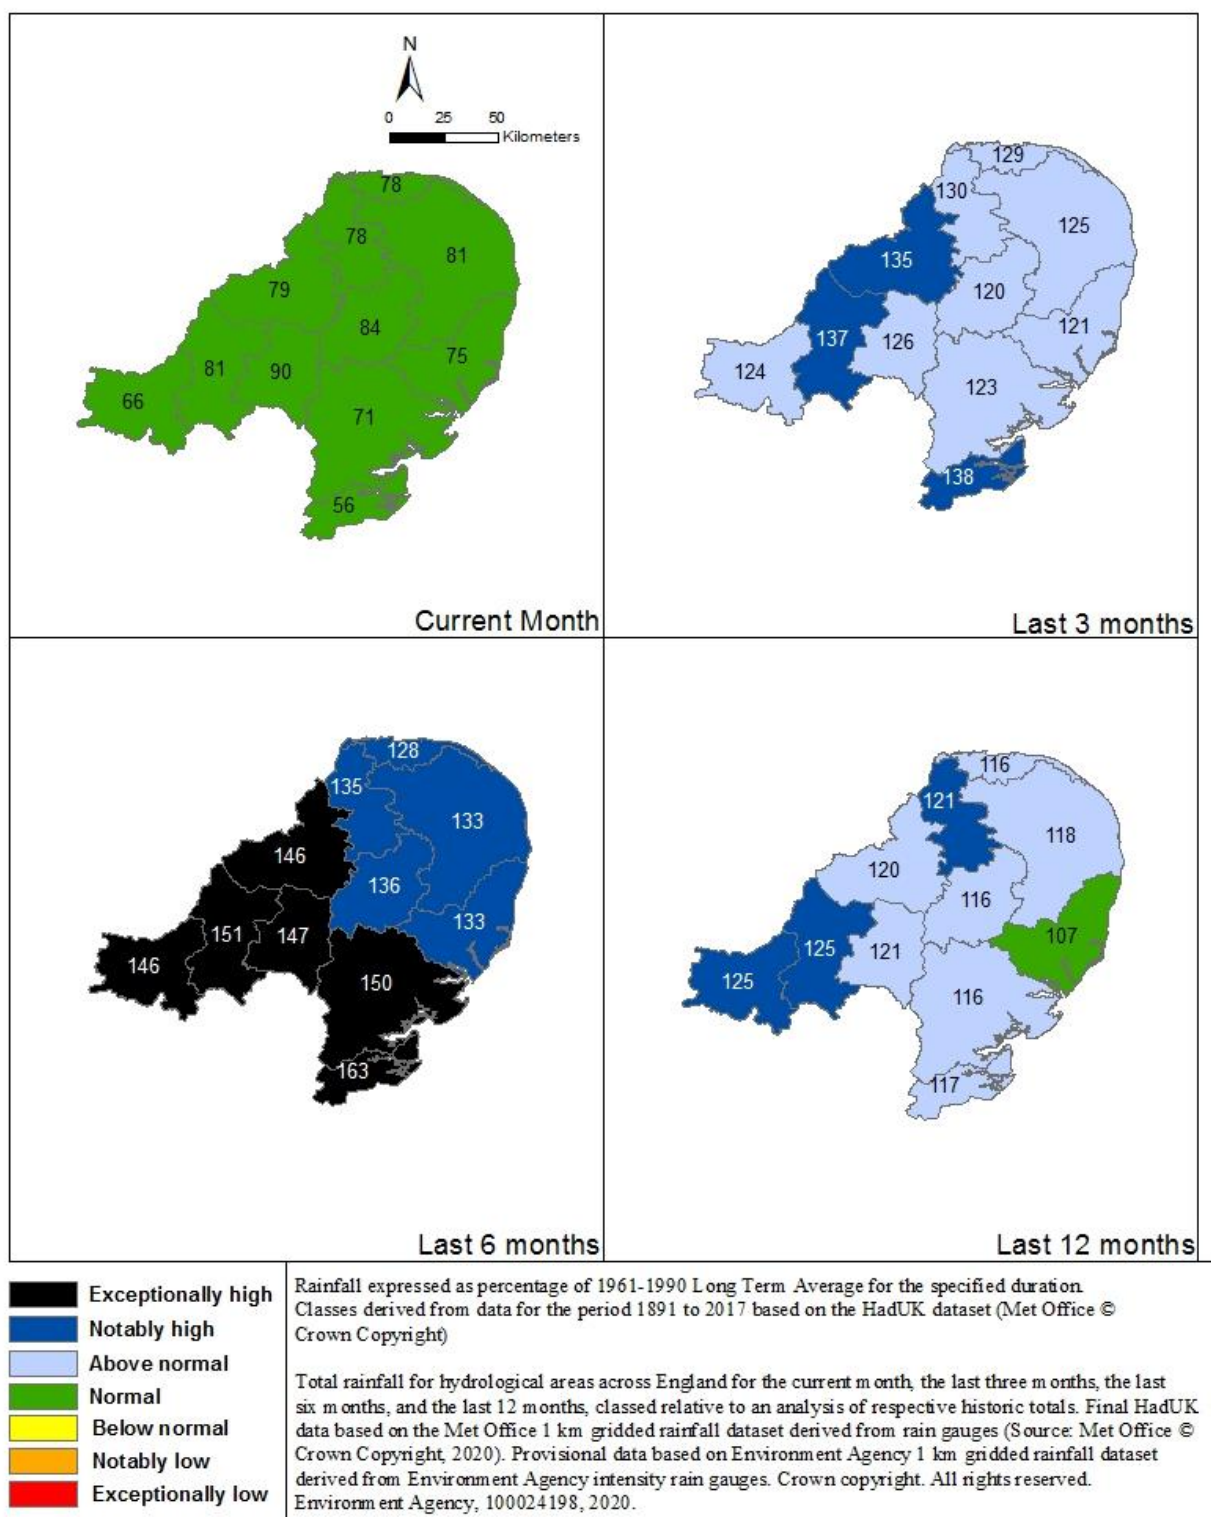 N
0 25 50
Kilometers
78
78
81
79
84
75
81
90
66
71
56
Current Month
129
130
125
135
120
121
137
126
124
123
138
Last 3 months
128
135
133
146
136
133
151
147
146
150
163
Last 6 months
116
121
118
120
116
107
125
121
125
116
117
Last 12 months
Exceptionally high
Notably high
Above normal
Normal
Below normal
Notably low
Exceptionally low
Rainfall expressed as percentage of 1961-1990 Long Term Average for the specified duration.
Classes derived from data for the period 1891 to 2017 based on the HadUK dataset (Met Office ©
Crown Copyright)
Total rainfall for hydrological areas across England for the current month, the last three months, the last
six months, and the last 12 months, classed relative to an analysis of respective historic totals. Final HadUK
data based on the Met Office 1 km gridded rainfall dataset derived from rain gauges (Source: Met Office ©
Crown Copyright, 2020). Provisional data based on Environment Agency 1 km gridded rainfall dataset
derived from Environment Agency intensity rain gauges. Crown copyright. All rights reserved.
Environment Agency, 100024198, 2020.